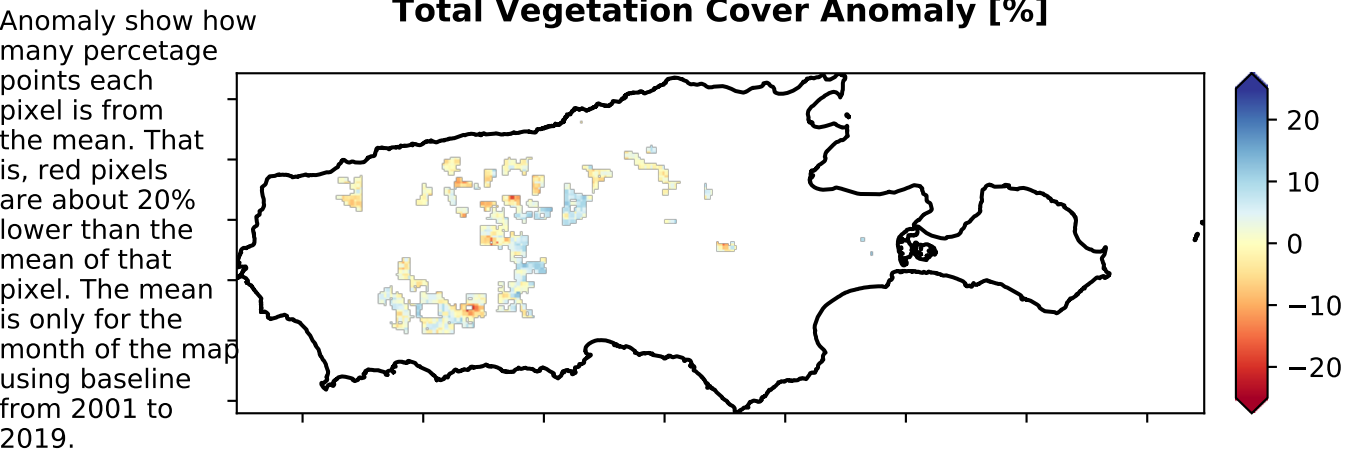 Total Vegetation Cover Anomaly [%]
Anomaly show how
many percetage
points each
pixel is from
the mean. That
is, red pixels
are about 20%
lower than the
mean of that
pixel. The mean
is only for the
month of the map
using baseline
from 2001 to
2019.
20
10
0
−10
−20